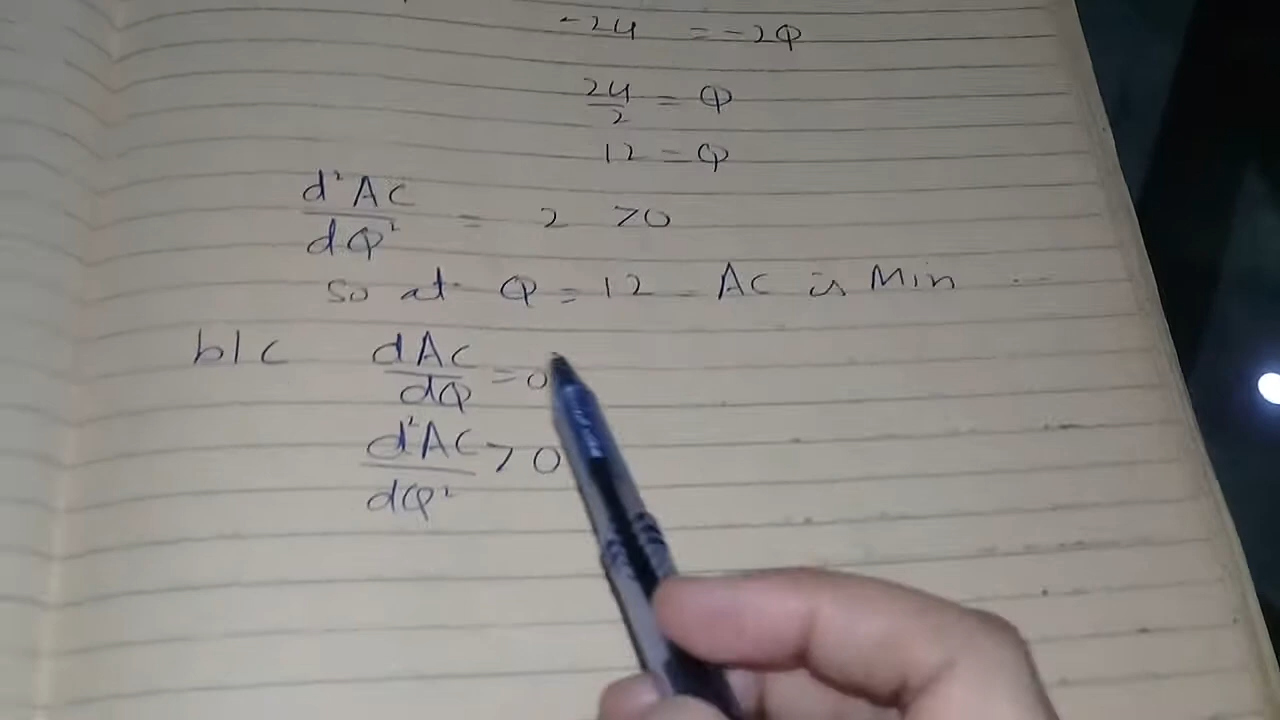 -24 = -2Q
24/2 = Q
12 = Q
d²AC/dQ² = 2 >0
So at Q = 12 - AC is Min
b/c dAC/dQ = 0
d²AC/dQ² > 0